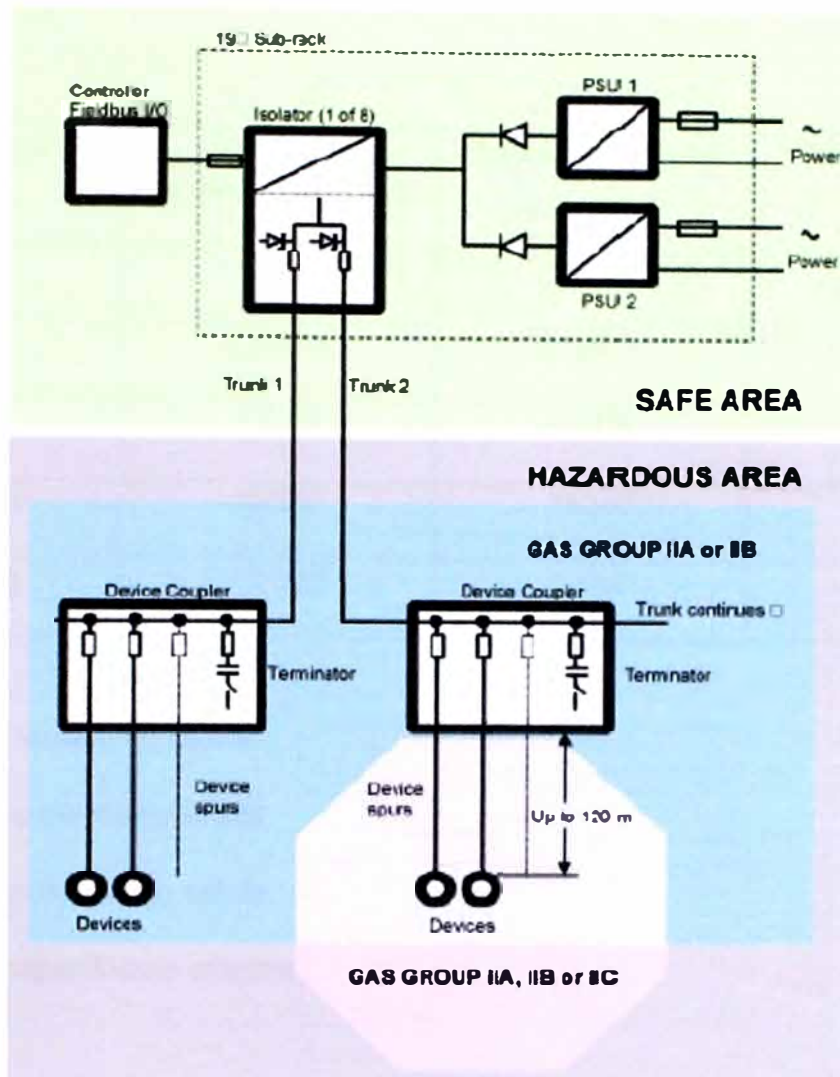 19□ Sub-rack
Controller
Fieldbus I/O
Isolator (1 of 8)
PSU 1
~
Power
~
Power
PSU 2
Trunk 1
Trunk 2
SAFE AREA
HAZARDOUS AREA
GAS GROUP IIA or IIB
Device Coupler
Device Coupler
Trunk continues □
Terminator
Terminator
Device
spurs
Device
spurs
Up to 120 m
Devices
Devices
GAS GROUP IIA, IIB or IIC